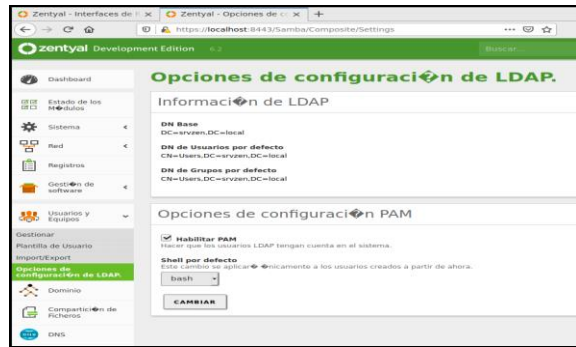 Zentyal - Interfaces de
Zentyal - Opciones de co
https://localhost:8443/Samba/Composite/Settings
zentyal Development Edition 6.2
Buscar...
Dashboard
Estado de los
M�dulos
Sistema
Red
Registros
Gesti�n de
software
Usuarios y
Equipos
Gestionar
Plantilla de Usuario
Import/Export
Opciones de
configuraci�n de LDAP.
Dominio
Compartici�n de
Ficheros
DNS
Opciones de configuraci�n de LDAP.
Informaci�n de LDAP
DN Base
DC=srvzen,DC=local
DN de Usuarios por defecto
CN=Users,DC=srvzen,DC=local
DN de Grupos por defecto
CN=Users,DC=srvzen,DC=local
Opciones de configuraci�n PAM
Habilitar PAM
Hacer que los usuarios LDAP tengan cuenta en el sistema.
Shell por defecto
Este cambio se aplicar� �nicamente a los usuarios creados a partir de ahora.
bash
CAMBIAR